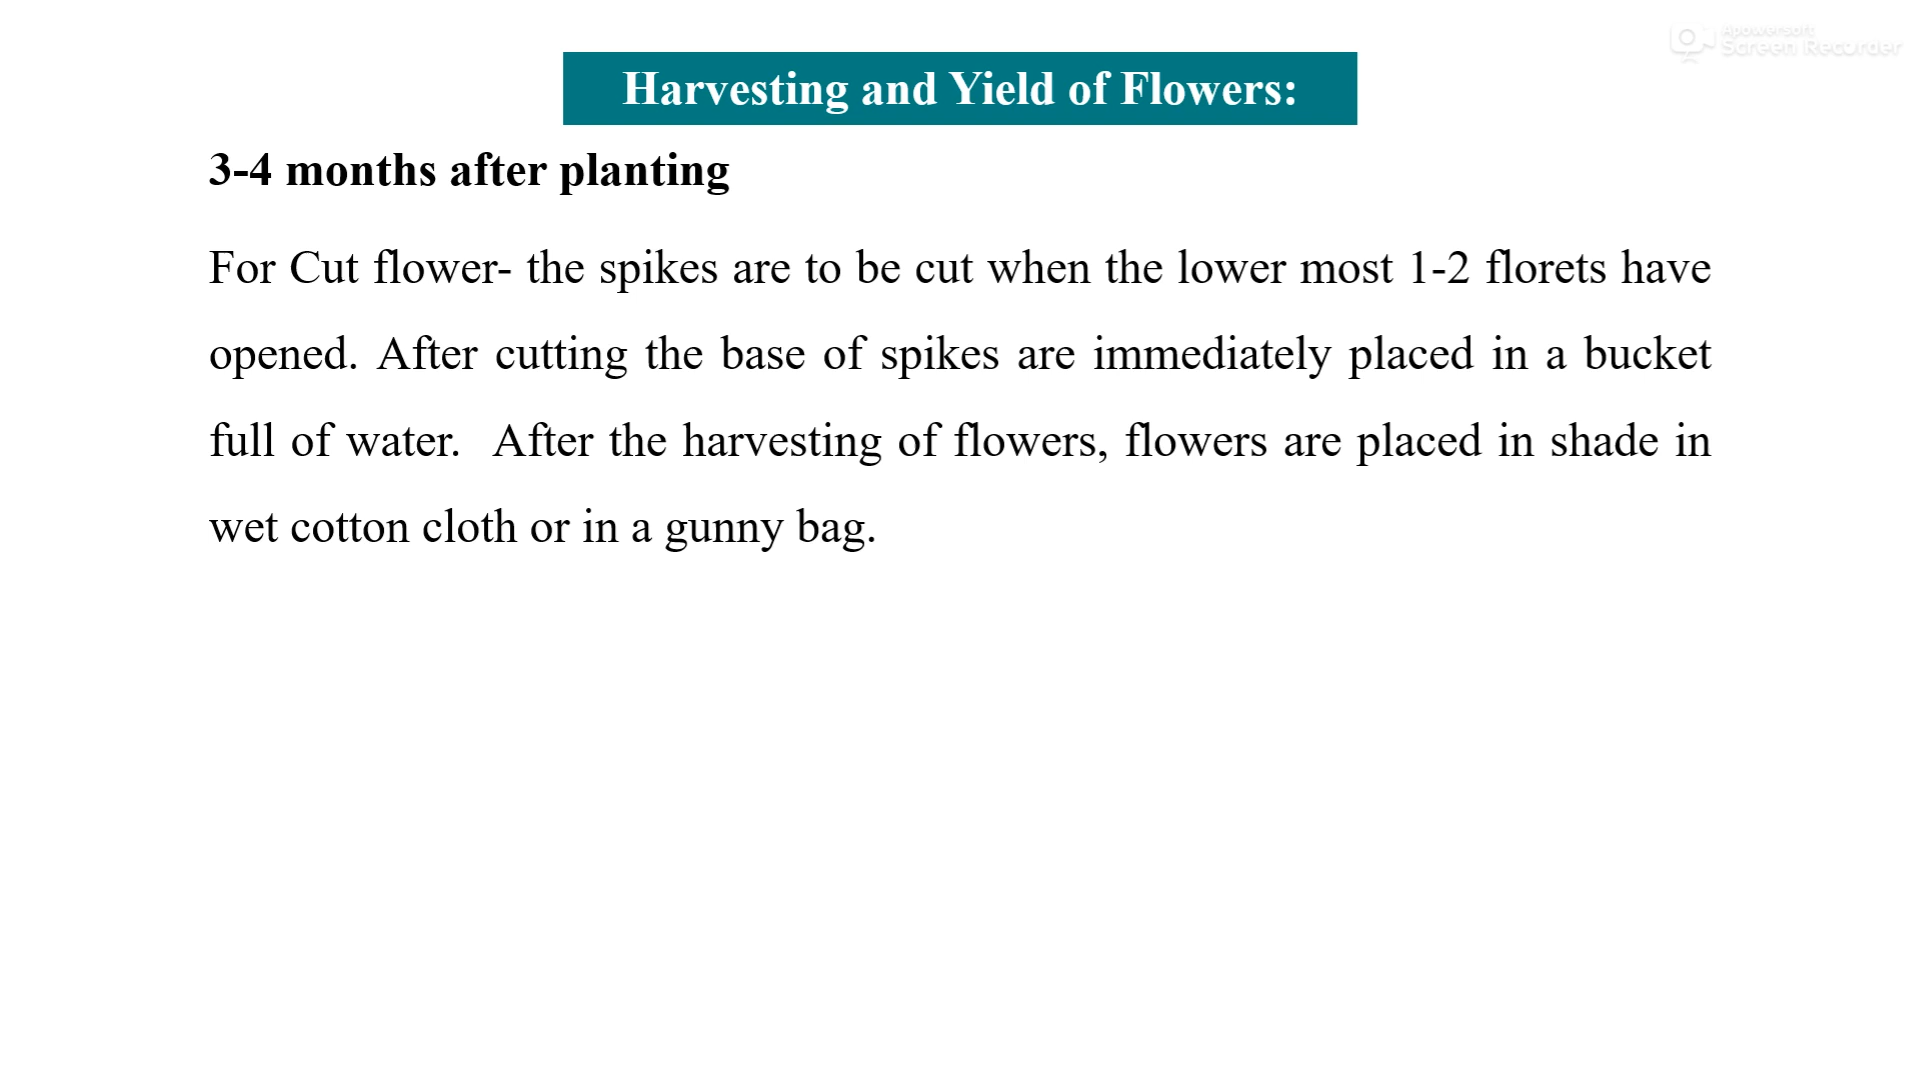 Apowersoft
Screen Recorder
Harvesting and Yield of Flowers:
3-4 months after planting
For Cut flower- the spikes are to be cut when the lower most 1-2 florets have
opened. After cutting the base of spikes are immediately placed in a bucket
full of water.  After the harvesting of flowers, flowers are placed in shade in
wet cotton cloth or in a gunny bag.